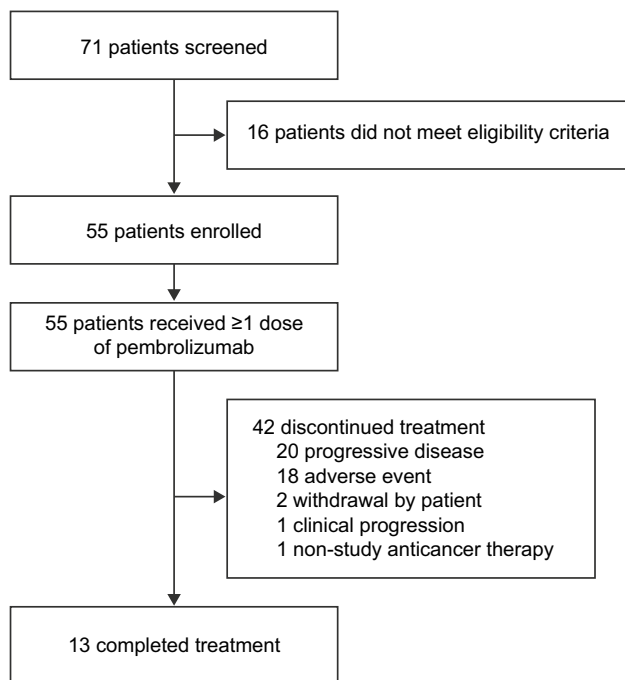 71 patients screened
16 patients did not meet eligibility criteria
55 patients enrolled
55 patients received ≥1 dose
of pembrolizumab
42 discontinued treatment
20 progressive disease
18 adverse event
2 withdrawal by patient
1 clinical progression
1 non-study anticancer therapy
13 completed treatment